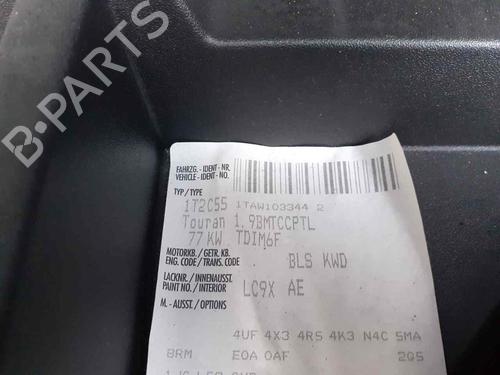 FAHRZG. - IDENT - NR.
VEHICLE - IDENT - NO.
1TAW103344 2
TYP / TYPE
1T2C55
Touran 1.9BMTCCPTL
77 KW TDIM6F
MOTORKB. / GETR. KB.
ENG. CODE / TRANS. CODE
BLS KWD
LACKNR. / INNENAUSST.
PAINT NO. / INTERIOR
LC9X AE
M. - AUSST. / OPTIONS
4UF 4X3 4R5 4K3 N4C 5MA
8RM E0A 0AF 2G5
B-PARTS